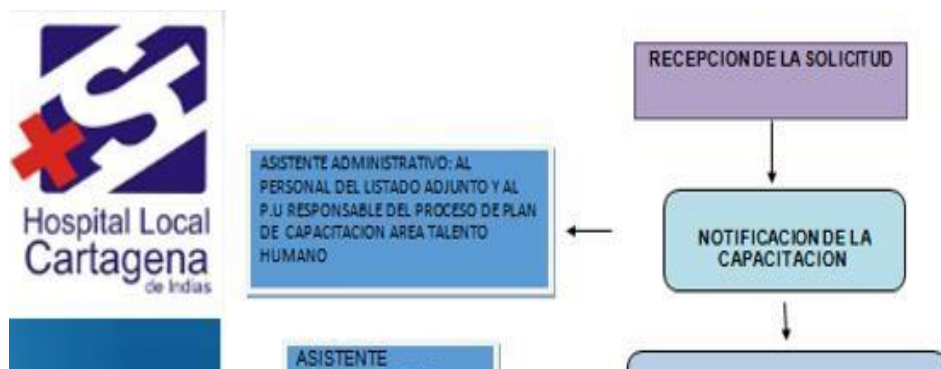 Hospital Local
Cartagena
de Indias
RECEPCION DE LA SOLICITUD
ASISTENTE ADMINISTRATIVO: AL
PERSONAL DEL LISTADO ADJUNTO Y AL
P.U RESPONSABLE DEL PROCESO DE PLAN
DE CAPACITACION AREA TALENTO
HUMANO
NOTIFICACION DE LA
CAPACITACION
ASISTENTE